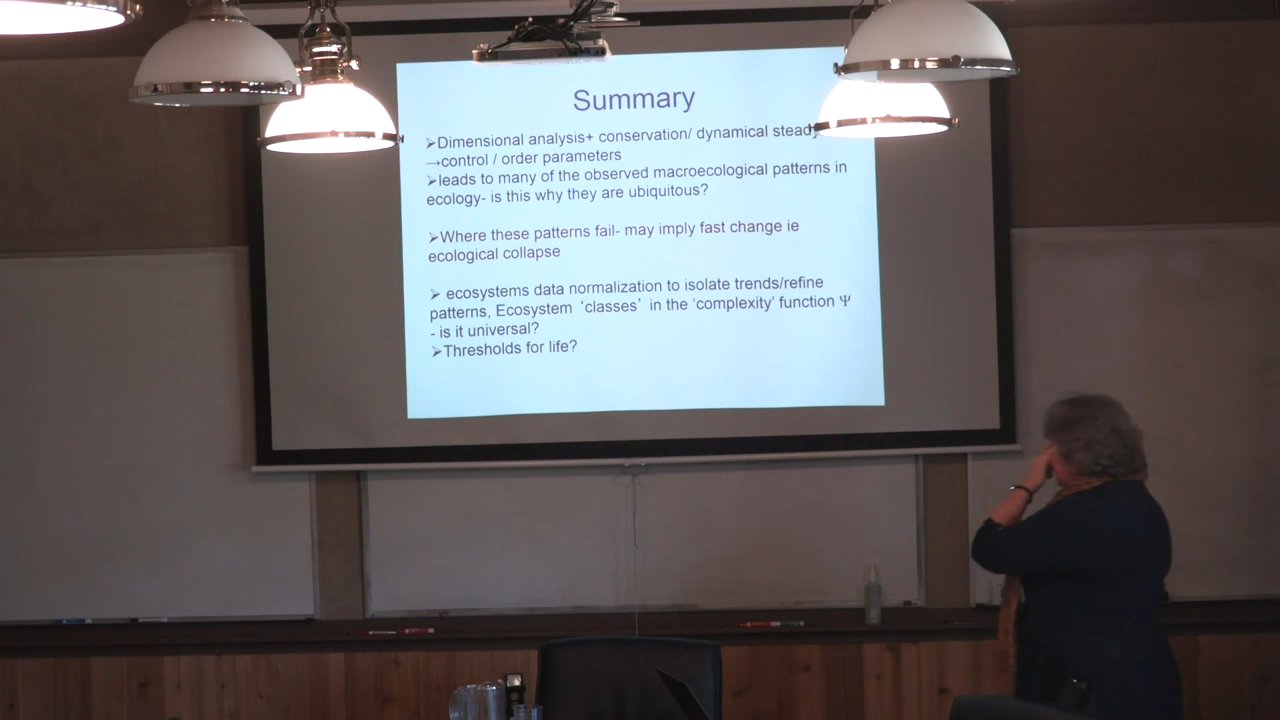 Summary
➢Dimensional analysis+ conservation/ dynamical steady
→control / order parameters
➢leads to many of the observed macroecological patterns in
ecology- is this why they are ubiquitous?
➢Where these patterns fail- may imply fast change ie
ecological collapse
➢ ecosystems data normalization to isolate trends/refine
patterns, Ecosystem ‘classes’ in the ‘complexity’ function Ψ
- is it universal?
➢Thresholds for life?